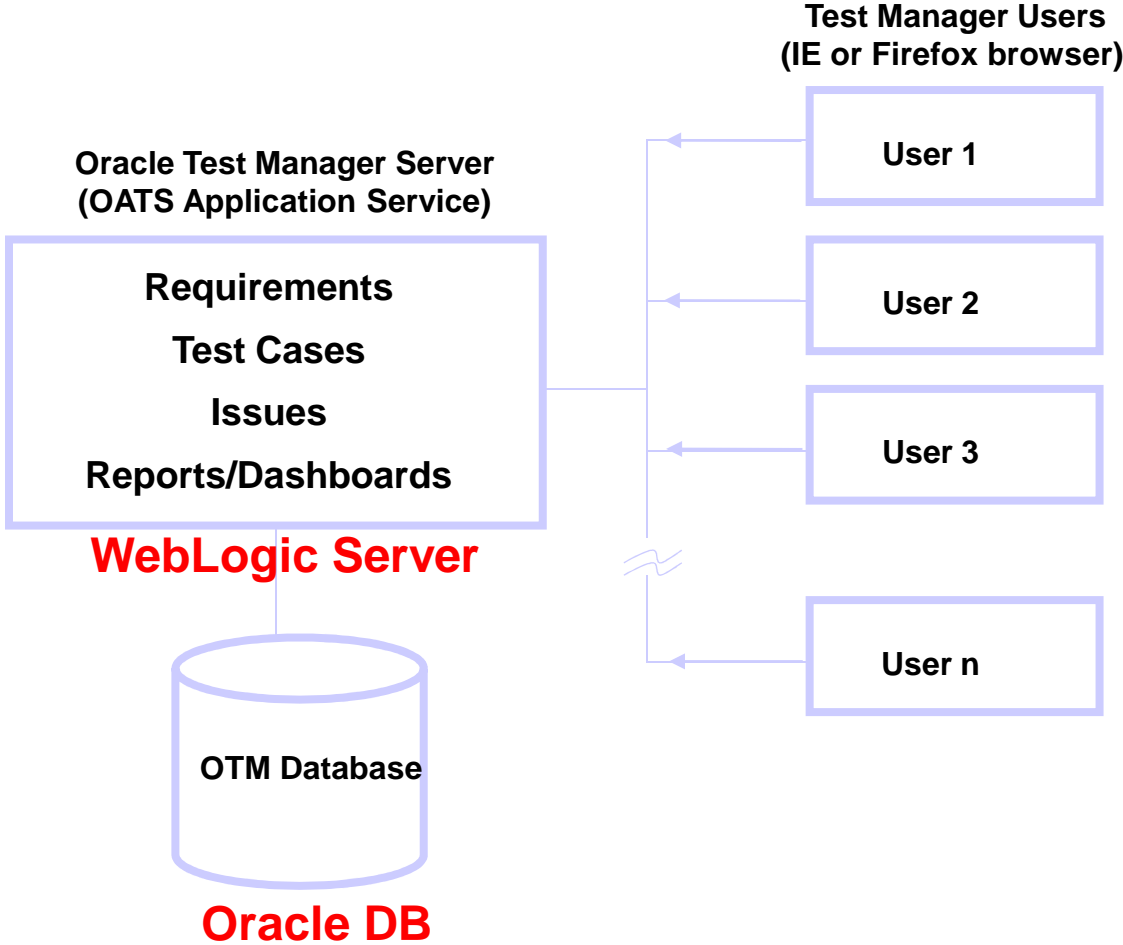 Test Manager Users
(IE or Firefox browser)
Oracle Test Manager Server
(OATS Application Service)
Requirements
Test Cases
Issues
Reports/Dashboards
WebLogic Server
OTM Database
Oracle DB
User 1
User 2
User 3
User n